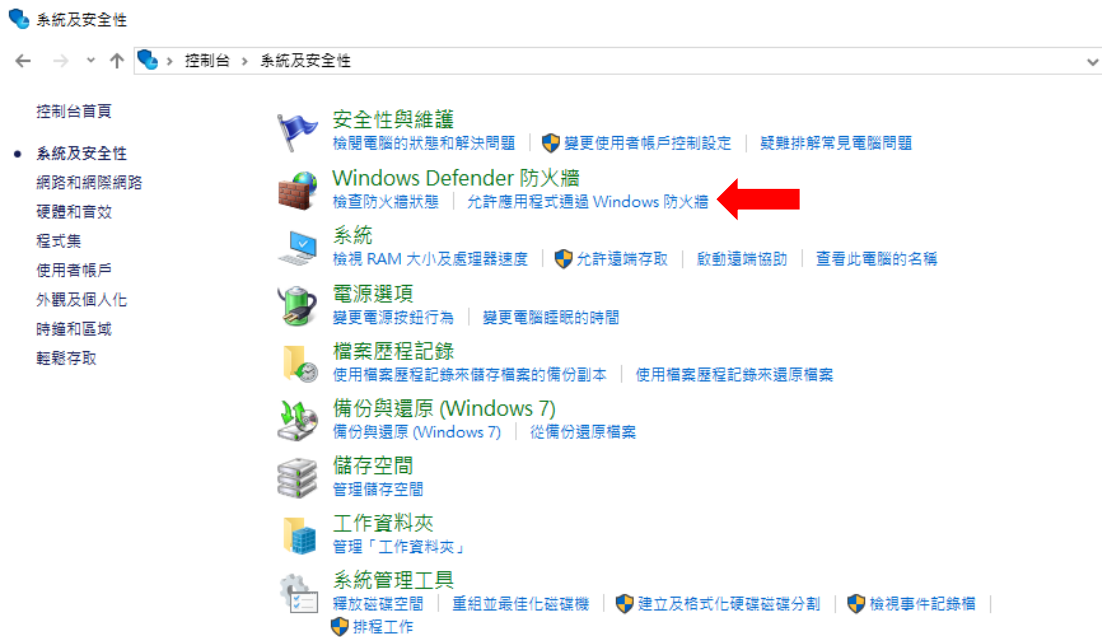 系統及安全性
控制台 › 系統及安全性
控制台首頁
系統及安全性
網路和網際網路
硬體和音效
程式集
使用者帳戶
外觀及個人化
時鐘和區域
輕鬆存取
安全性與維護
檢閱電腦的狀態和解決問題 變更使用者帳戶控制設定 疑難排解常見電腦問題
Windows Defender 防火牆
檢查防火牆狀態 允許應用程式通過 Windows 防火牆
系統
檢視 RAM 大小及處理器速度 允許遠端存取 啟動遠端協助 查看此電腦的名稱
電源選項
變更電源按鈕行為 變更電腦睡眠的時間
檔案歷程記錄
使用檔案歷程記錄來儲存檔案的備份副本 使用檔案歷程記錄來還原檔案
備份與還原 (Windows 7)
備份與還原 (Windows 7) 從備份還原檔案
儲存空間
管理儲存空間
工作資料夾
管理「工作資料夾」
系統管理工具
釋放磁碟空間 重組並最佳化磁碟機 建立及格式化硬碟磁碟分割 檢視事件記錄檔
排程工作